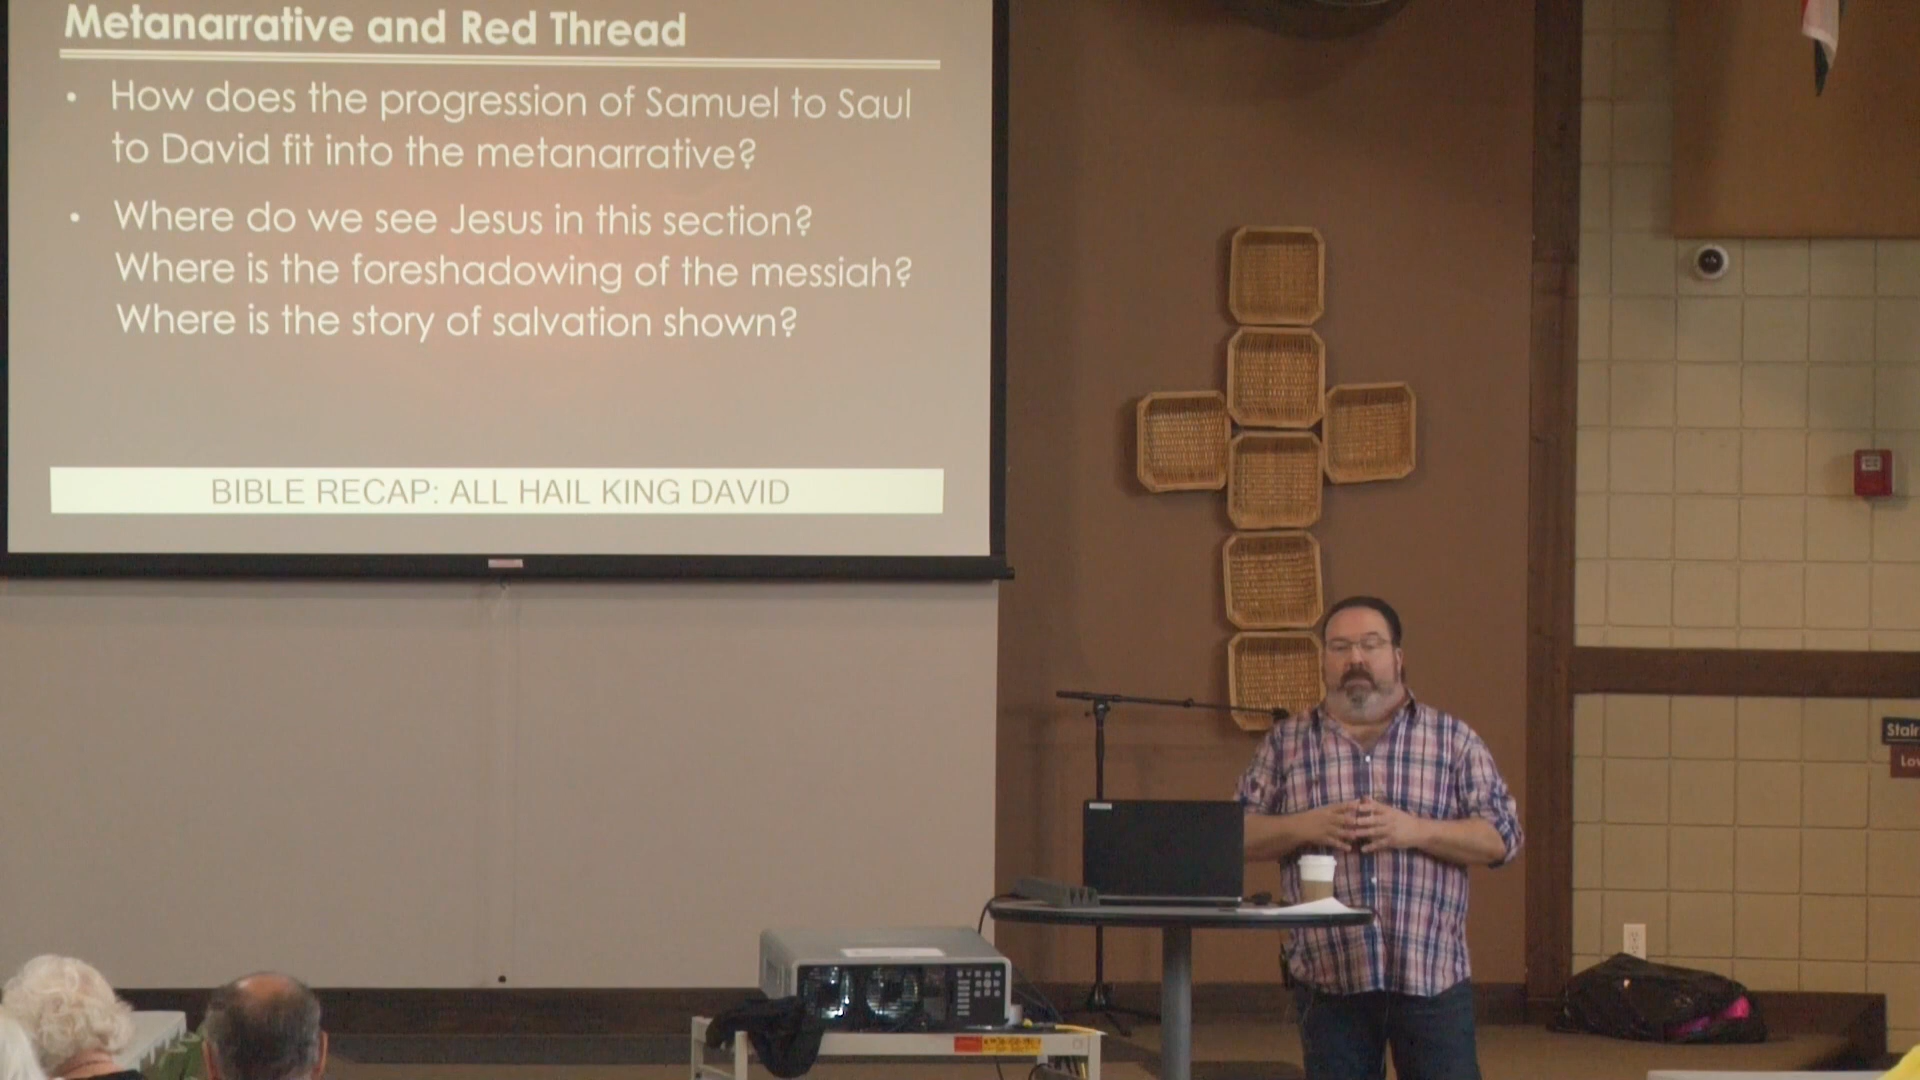 Metanarrative and Red Thread
• How does the progression of Samuel to Saul
to David fit into the metanarrative?
• Where do we see Jesus in this section?
Where is the foreshadowing of the messiah?
Where is the story of salvation shown?
BIBLE RECAP: ALL HAIL KING DAVID
Stair
Lo